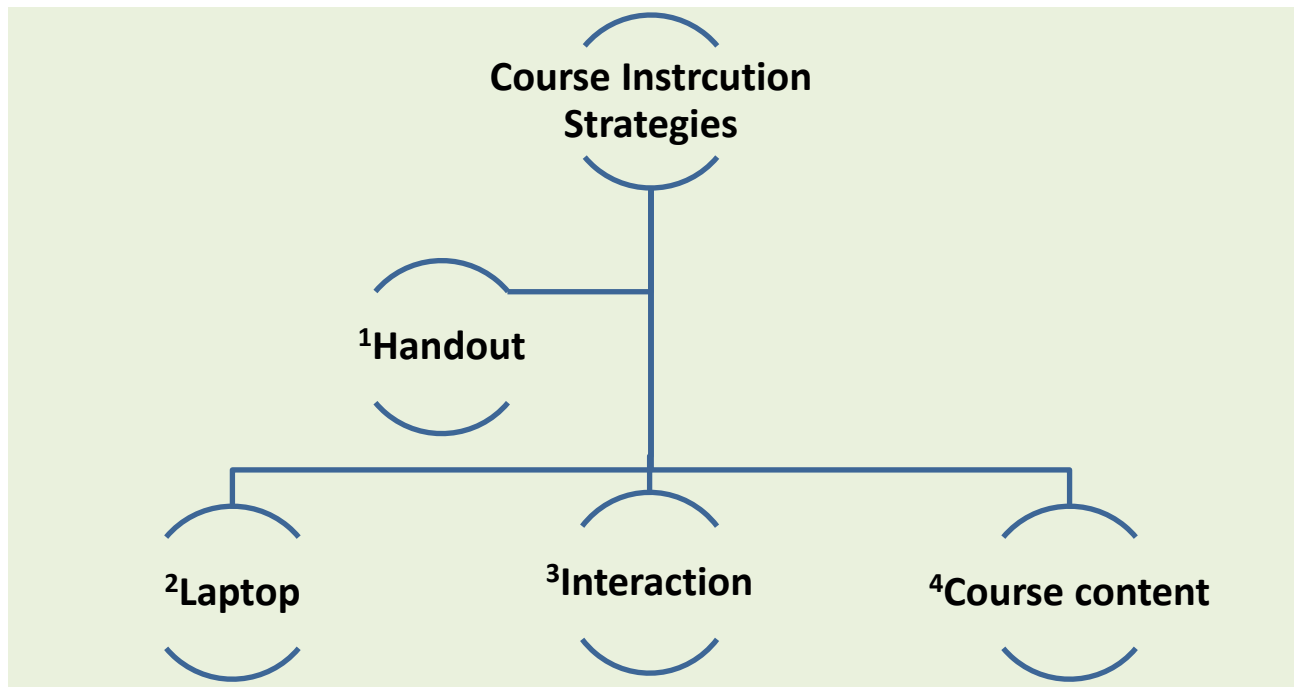 Course Instrcution
Strategies
¹Handout
²Laptop
³Interaction
⁴Course content